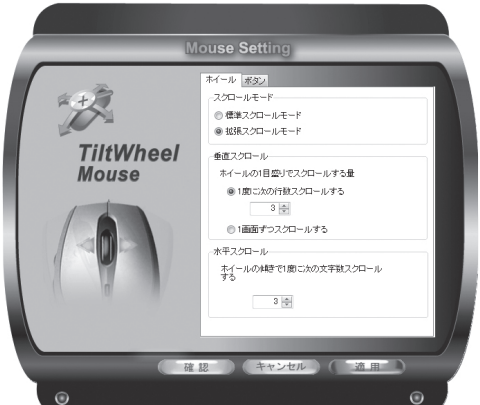 Mouse Setting
ホイール ボタン
スクロールモード
標準スクロールモード
拡張スクロールモード
TiltWheel
Mouse
垂直スクロール
ホイールの1目盛りでスクロールする量
1度に次の行数スクロールする
3
1画面ずつスクロールする
水平スクロール
ホイールの傾きで1度に次の文字数スクロール
する
3
確認 キャンセル 適用